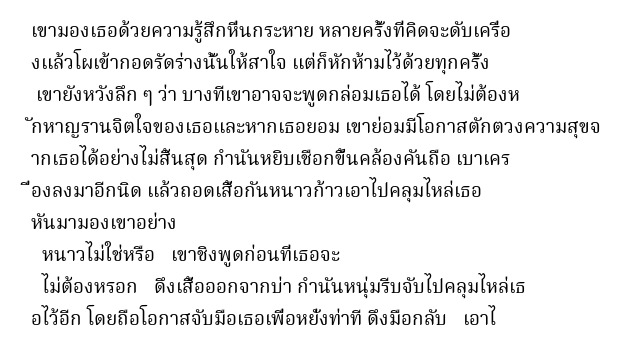 เขามองเธอด้วยความรู้สึกหื่นกระหาย หลายครั้งที่คิดจะดับเครื่อ
งแล้วโผเข้ากอดรัดร่างนั้นให้สาใจ แต่ก็หักห้ามไว้ด้วยทุกครั้ง
เขายังหวังลึก ๆ ว่า บางทีเขาอาจจะพูดกล่อมเธอได้ โดยไม่ต้องห
ักหาญรานจิตใจของเธอและหากเธอยอม เขาย่อมมีโอกาสตักตวงความสุขจ
ากเธอได้อย่างไม่สิ้นสุด กำนันหยิบเชือกขึ้นคล้องคันถือ เบาเคร
ื่องลงมาอีกนิด แล้วถอดเสื้อกันหนาวก้าวเอาไปคลุมไหล่เธอ
หันมามองเขาอย่าง
หนาวไม่ใช่หรือ เขาชิงพูดก่อนที่เธอจะ
ไม่ต้องหรอก ดึงเสื้อออกจากบ่า กำนันหนุ่มรีบจับไปคลุมไหล่เธ
อไว้อีก โดยถือโอกาสจับมือเธอเพื่อหยั่งท่าที ดึงมือกลับ เอาไ